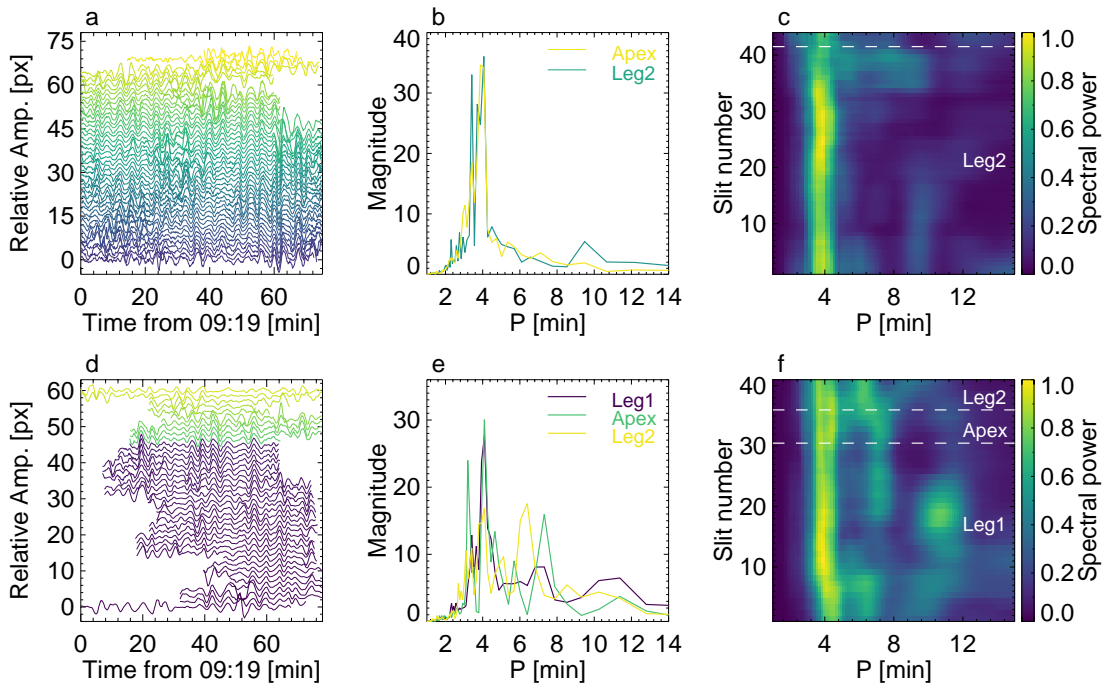 a
75
60
45
30
15
0
Relative Amp. [px]
0 20 40 60
Time from 09:19 [min]
b
40
30
20
10
0
Magnitude
Apex
Leg2
2 4 6 8 10 12 14
P [min]
c
40
30
20
10
Slit number
Leg2
4 8 12
P [min]
1.0
0.8
0.6
0.4
0.2
0.0
Spectral power
d
60
50
40
30
20
10
0
Relative Amp. [px]
0 20 40 60
Time from 09:19 [min]
e
30
20
10
0
Magnitude
Leg1
Apex
Leg2
2 4 6 8 10 12 14
P [min]
f
40
30
20
10
Slit number
Leg2
Apex
Leg1
4 8 12
P [min]
1.0
0.8
0.6
0.4
0.2
0.0
Spectral power